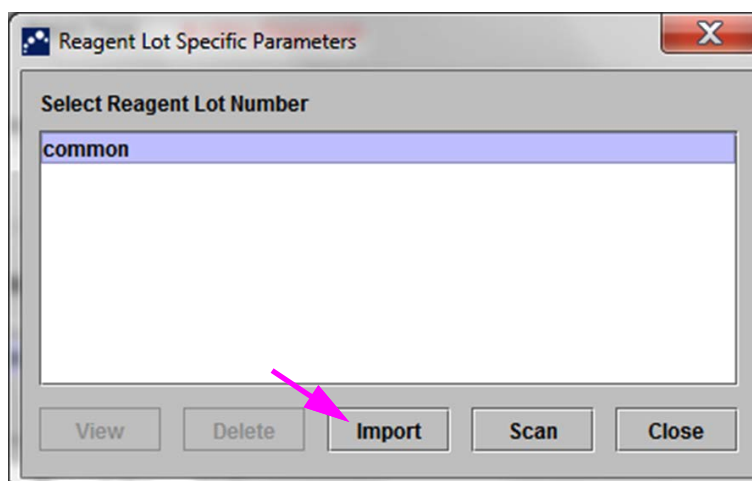 Reagent Lot Specific Parameters
Select Reagent Lot Number
common
View Delete Import Scan Close